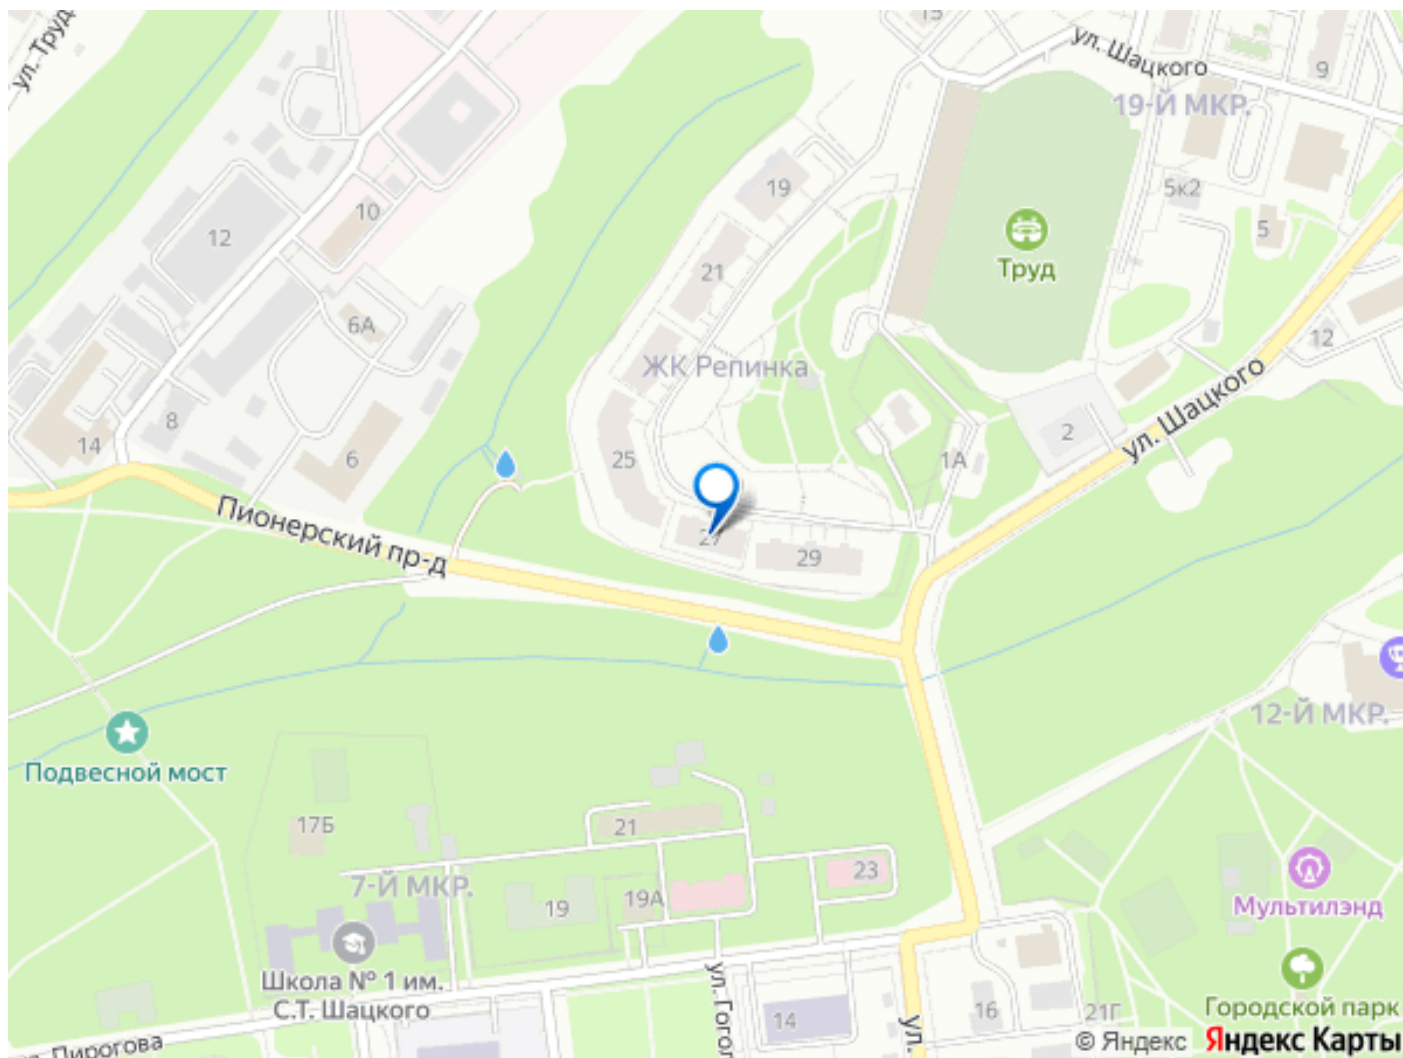 ул. Труд
15
ул. Шацкого
9
19-Й МКР.
5к2
19
10
12
5
21
Труд
6А
12
ЖК Репинка
8
ул. Шацкого
14
6
25
2
1А
Пионерский пр-д
27
29
12-Й МКР.
Подвесной мост
17Б
21
7-Й МКР.
23
19А
19
Мультилэнд
Школа № 1 им.
С.Т. Шацкого
ул. Гогол
Городской парк
14
16
21Г
ул.
Пирогова
© Яндекс Яндекс Карты